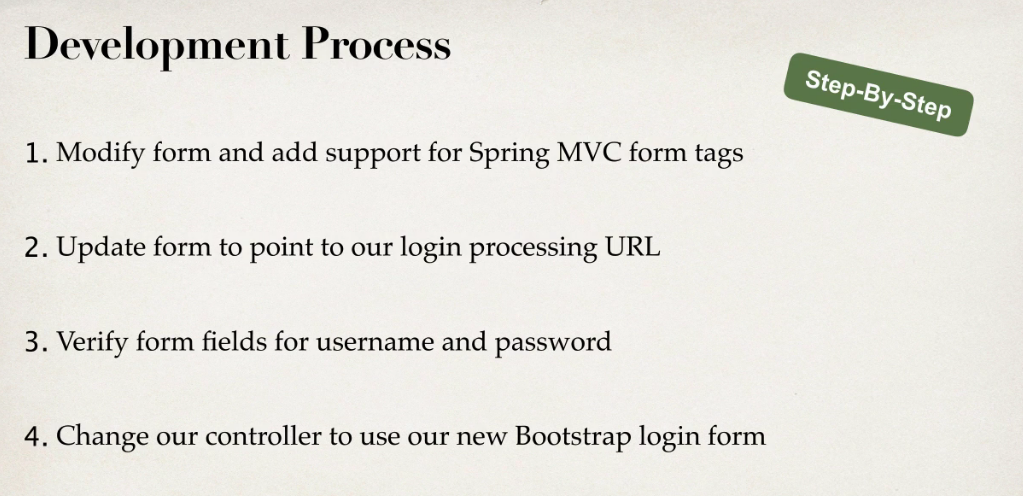 Development Process
Step-By-Step
1. Modify form and add support for Spring MVC form tags
2. Update form to point to our login processing URL
3. Verify form fields for username and password
4. Change our controller to use our new Bootstrap login form